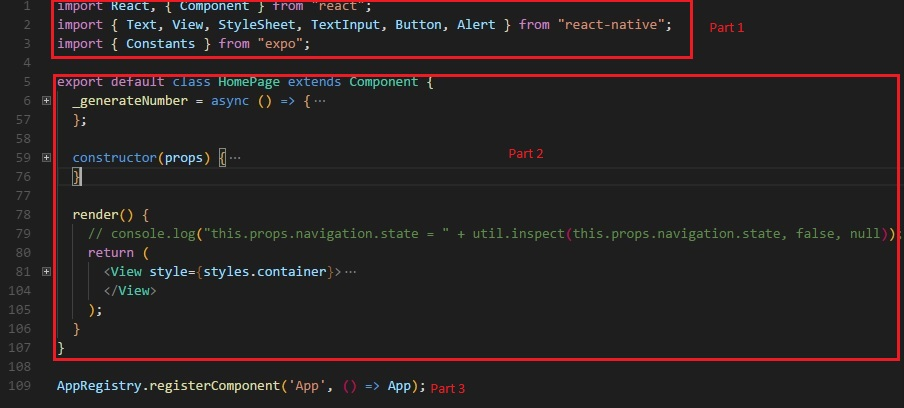 1 import React, { Component } from "react";
2 import { Text, View, StyleSheet, TextInput, Button, Alert } from "react-native"; Part 1
3 import { Constants } from "expo";
4
5 export default class HomePage extends Component {
6 _generateNumber = async () => {…
57 };
58
59 constructor(props) {… Part 2
76 }
77
78 render() {
79 // console.log("this.props.navigation.state = " + util.inspect(this.props.navigation.state, false, null));
80 return (
81 <View style={styles.container}>…
104 </View>
105 );
106 }
107 }
108
109 AppRegistry.registerComponent('App', () => App); Part 3